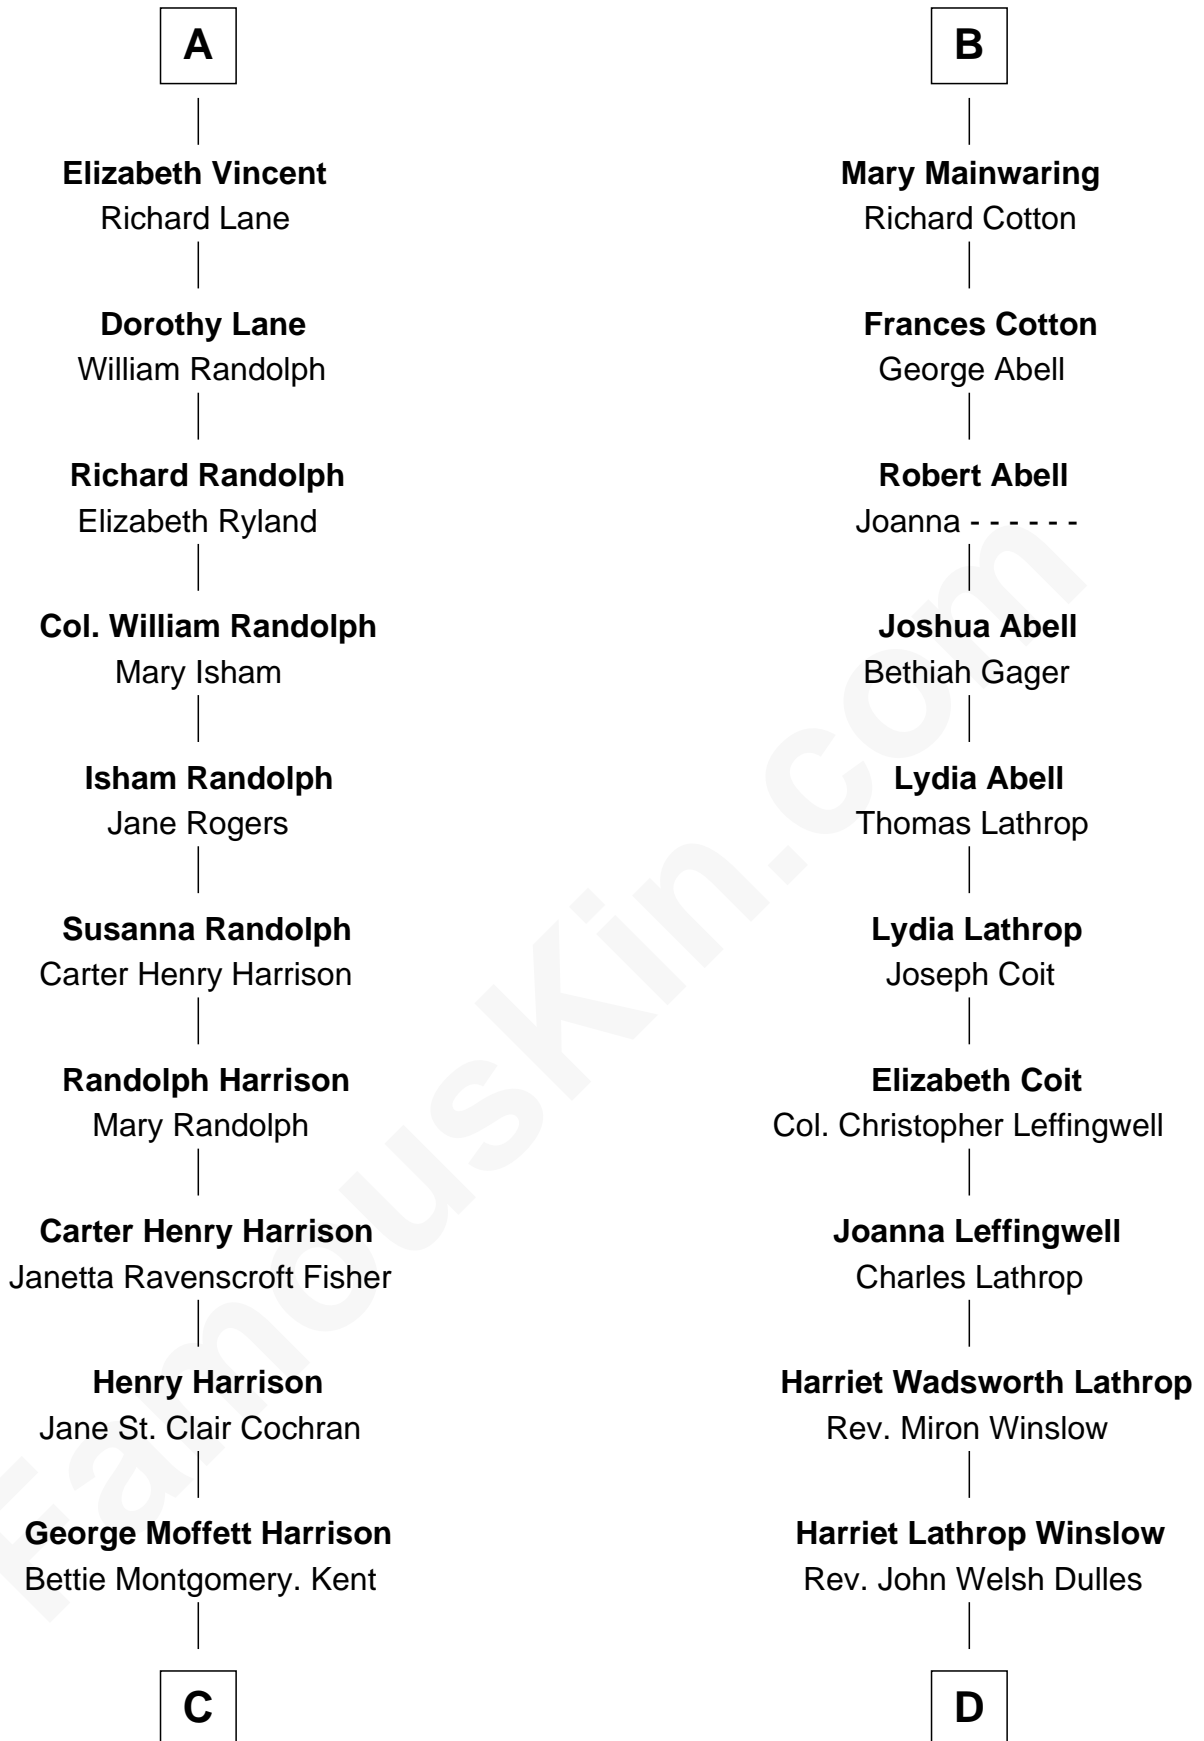 A
Elizabeth Vincent
Richard Lane
Dorothy Lane
William Randolph
Richard Randolph
Elizabeth Ryland
Col. William Randolph
Mary Isham
Isham Randolph
Jane Rogers
Susanna Randolph
Carter Henry Harrison
Randolph Harrison
Mary Randolph
Carter Henry Harrison
Janetta Ravenscroft Fisher
Henry Harrison
Jane St. Clair Cochran
George Moffett Harrison
Bettie Montgomery. Kent
C
B
Mary Mainwaring
Richard Cotton
Frances Cotton
George Abell
Robert Abell
Joanna - - - - - -
Joshua Abell
Bethiah Gager
Lydia Abell
Thomas Lathrop
Lydia Lathrop
Joseph Coit
Elizabeth Coit
Col. Christopher Leffingwell
Joanna Leffingwell
Charles Lathrop
Harriet Wadsworth Lathrop
Rev. Miron Winslow
Harriet Lathrop Winslow
Rev. John Welsh Dulles
D
FamousKin.com